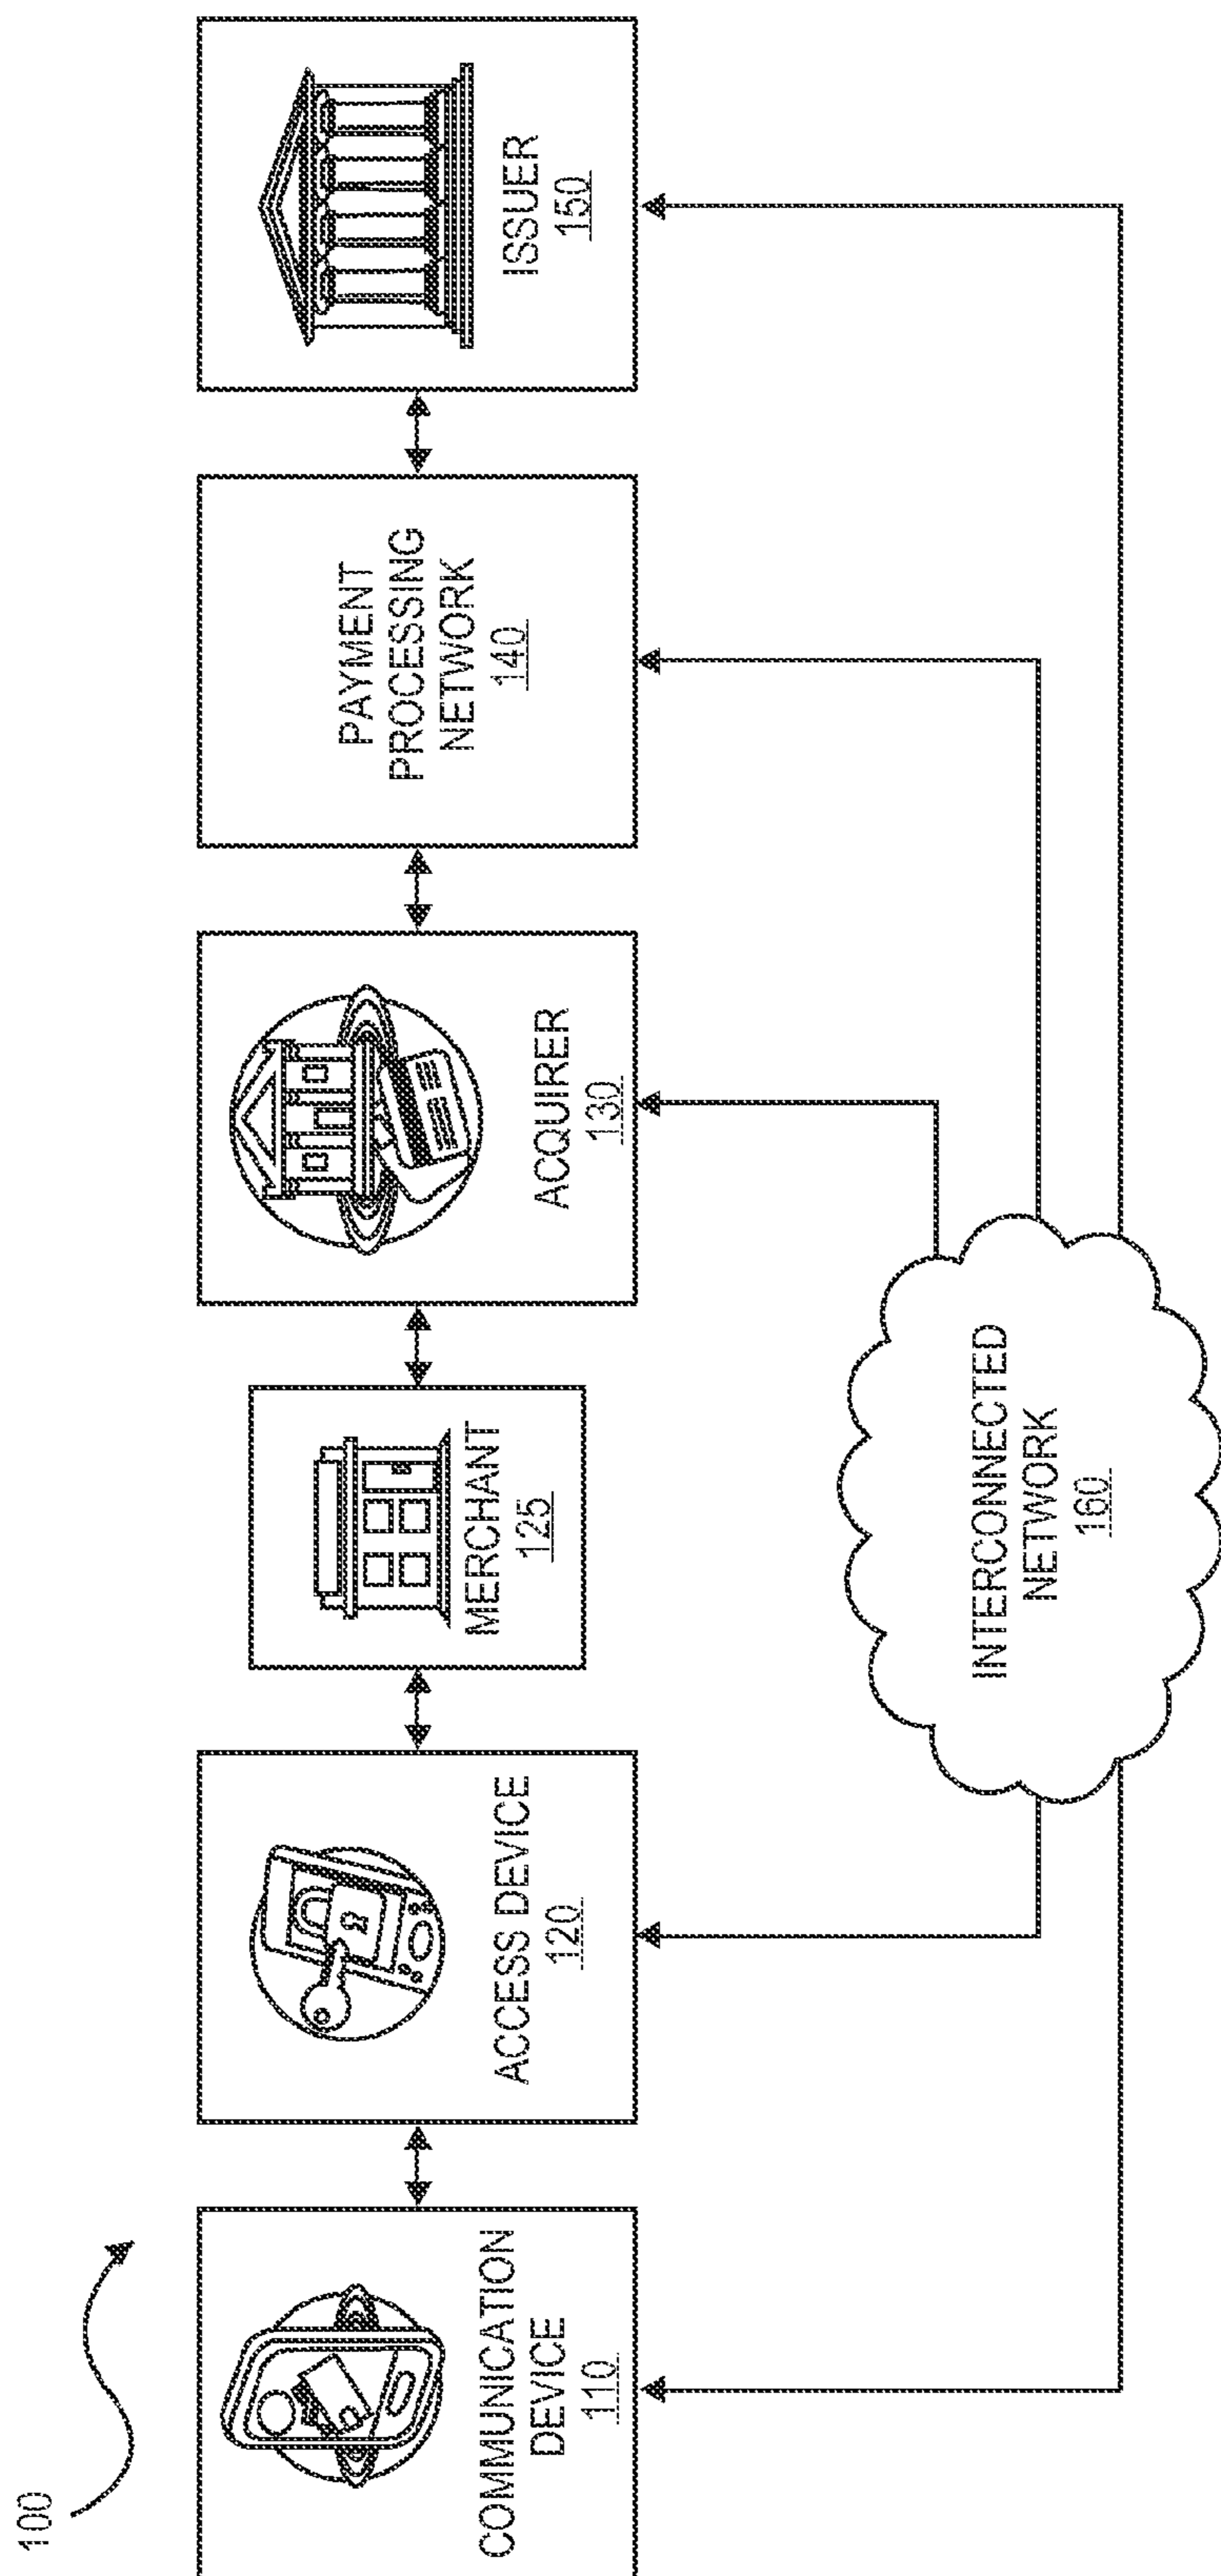 100
COMMUNICATION
DEVICE
110
ACCESS DEVICE
120
MERCHANT
125
ACQUIRER
130
PAYMENT
PROCESSING
NETWORK
140
ISSUER
150
INTERCONNECTED
NETWORK
160